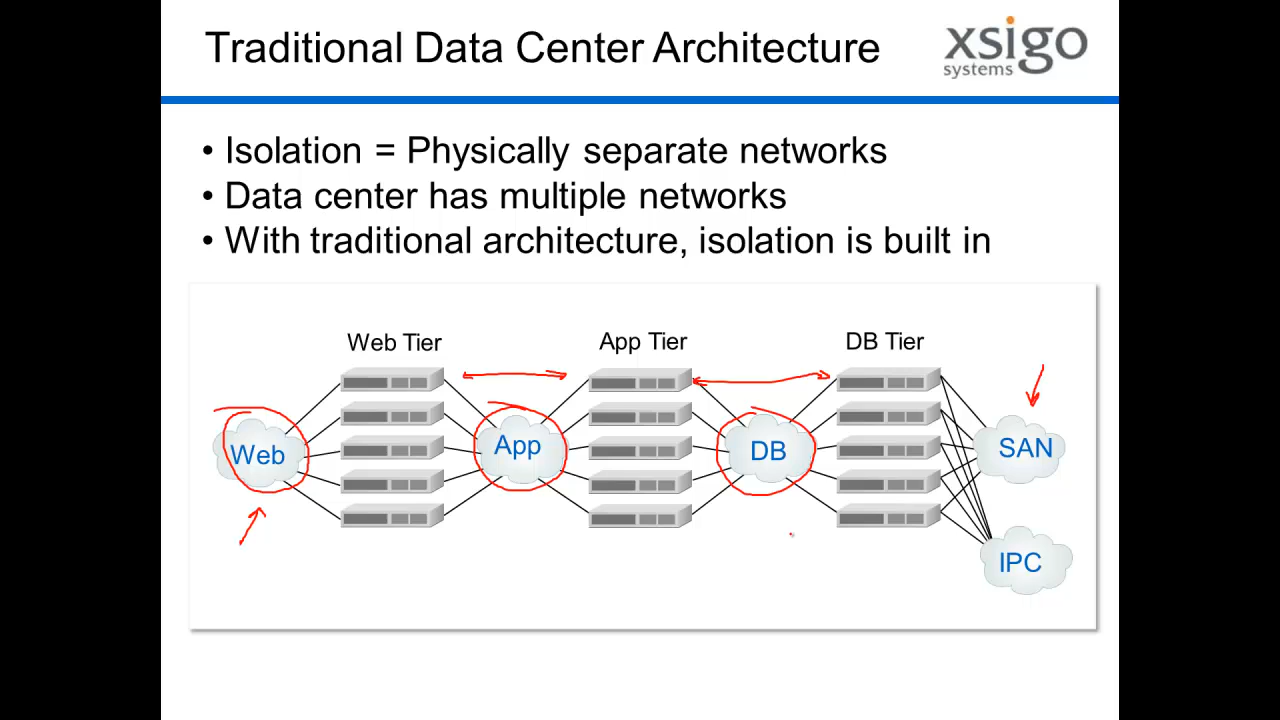 Traditional Data Center Architecture
xsigo
systems
• Isolation = Physically separate networks
• Data center has multiple networks
• With traditional architecture, isolation is built in
Web Tier
App Tier
DB Tier
Web
App
DB
SAN
IPC